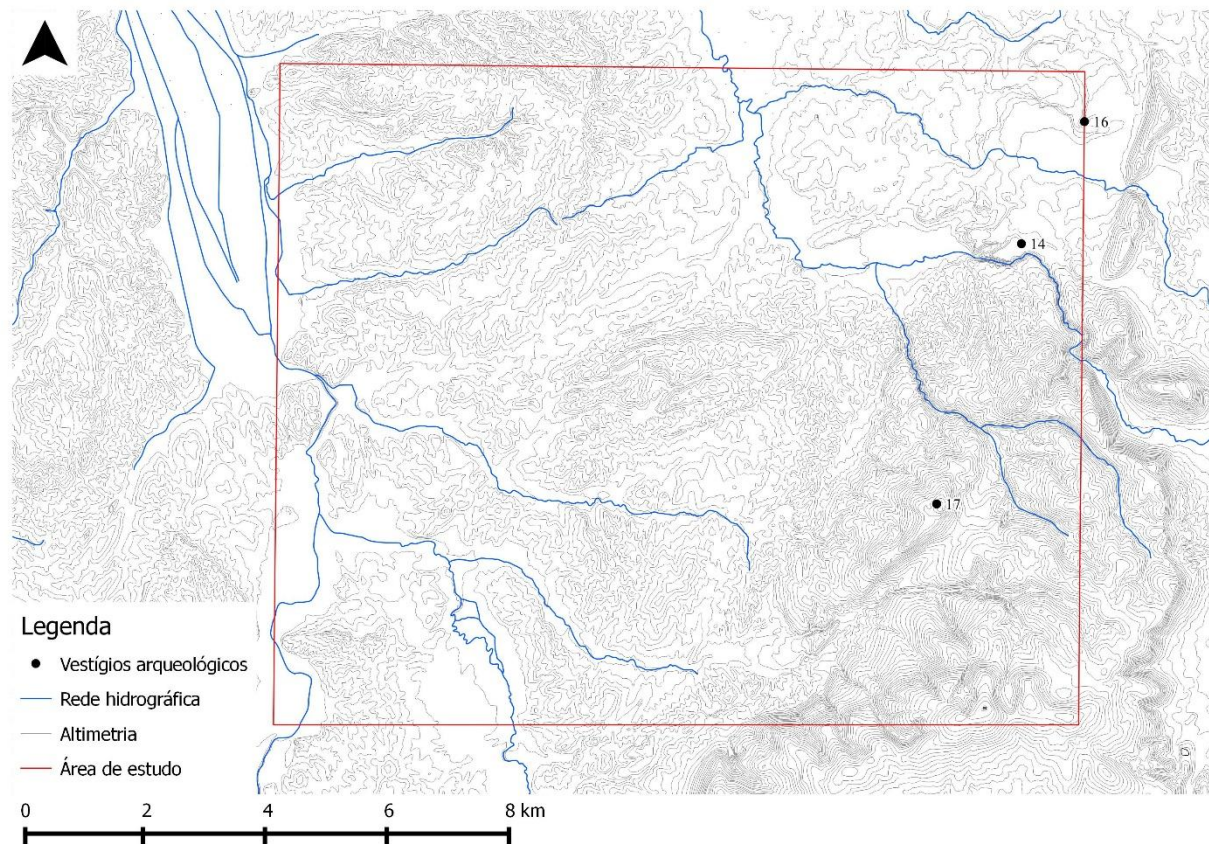 16
14
17
Legenda
Vestígios arqueológicos
Rede hidrográfica
Altimetria
Área de estudo
0 2 4 6 8 km